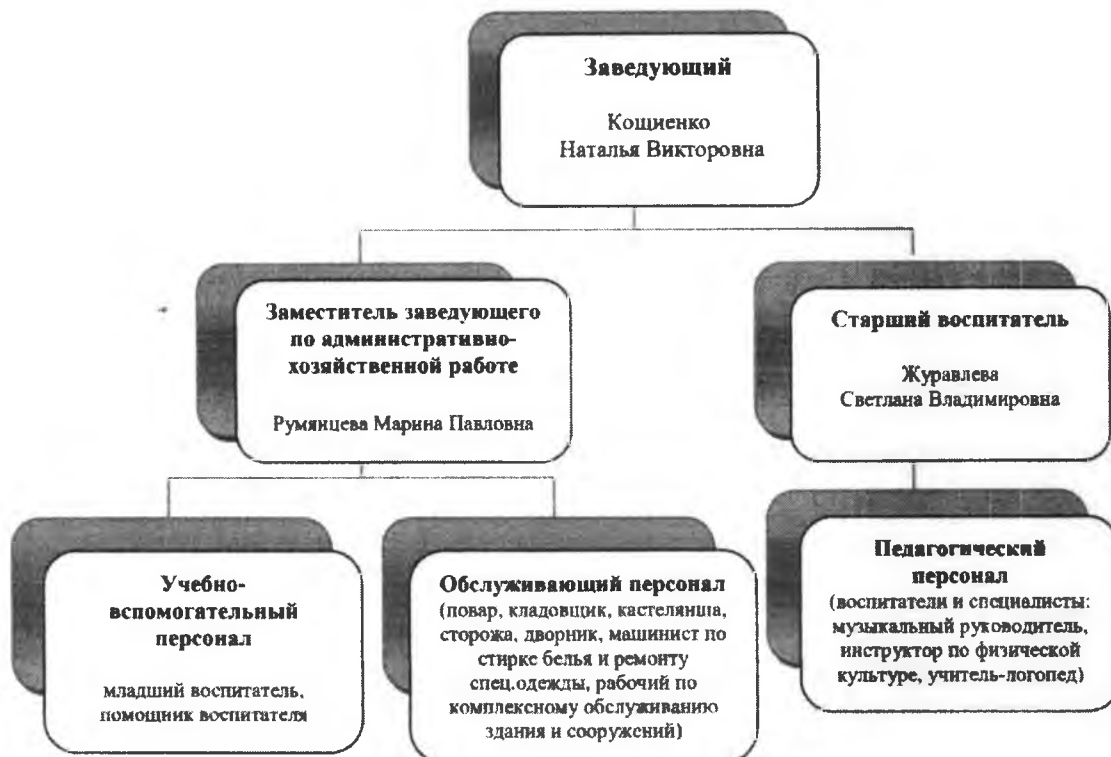 Заведующий
Кощиенко
Наталья Викторовна
Заместитель заведующего
по административно-
хозяйственной работе
Румянцева Марина Павловна
Старший воспитатель
Журавлева
Светлана Владимировна
Учебно-
вспомогательный
персонал
младший воспитатель,
помощник воспитателя
Обслуживающий персонал
(повар, кладовщик, кастелянша,
сторожа, дворник, машинист по
стирке белья и ремонту
спец.одежды, рабочий по
комплексному обслуживанию
здания и сооружений)
Педагогический
персонал
(воспитатели и специалисты:
музыкальный руководитель,
инструктор по физической
культуре, учитель-логопед)